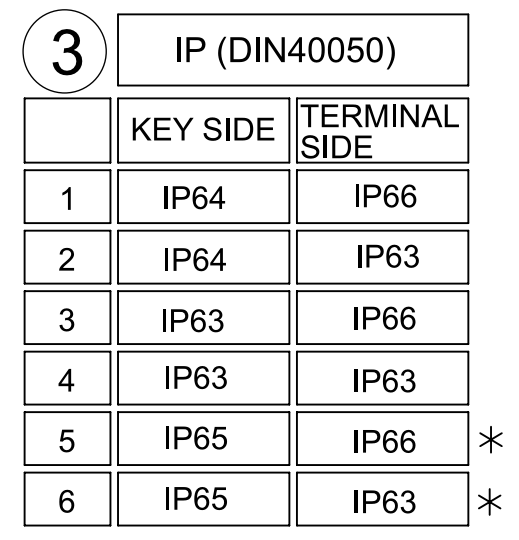 3 IP (DIN40050)
KEY SIDE TERMINAL
SIDE
1 IP64 IP66
2 IP64 IP63
3 IP63 IP66
4 IP63 IP63
5 IP65 IP66 *
6 IP65 IP63 *